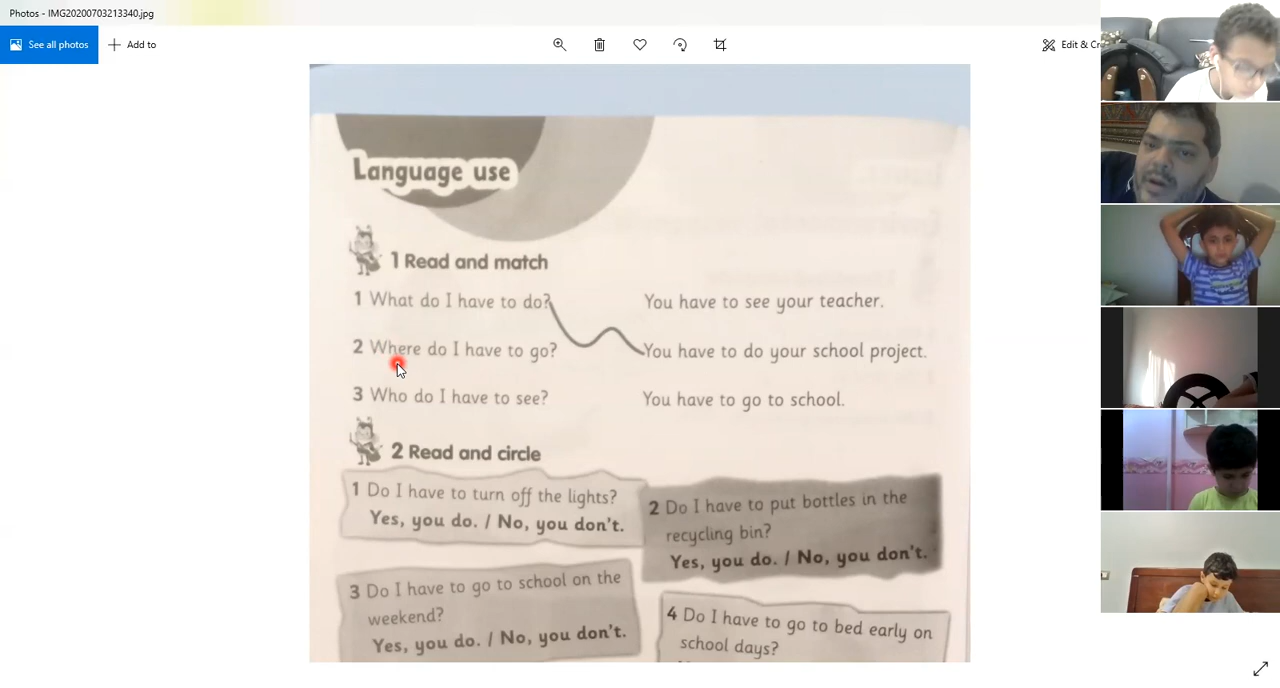 Photos - IMG20200703213340.jpg
See all photos
Add to
Edit & Cr
Language use
1 Read and match
1 What do I have to do?
You have to see your teacher.
2 Where do I have to go?
You have to do your school project.
3 Who do I have to see?
You have to go to school.
2 Read and circle
1 Do I have to turn off the lights?
Yes, you do. / No, you don't.
2 Do I have to put bottles in the
recycling bin?
Yes, you do. / No, you don't.
3 Do I have to go to school on the
weekend?
Yes, you do. / No, you don't.
4 Do I have to go to bed early on
school days?